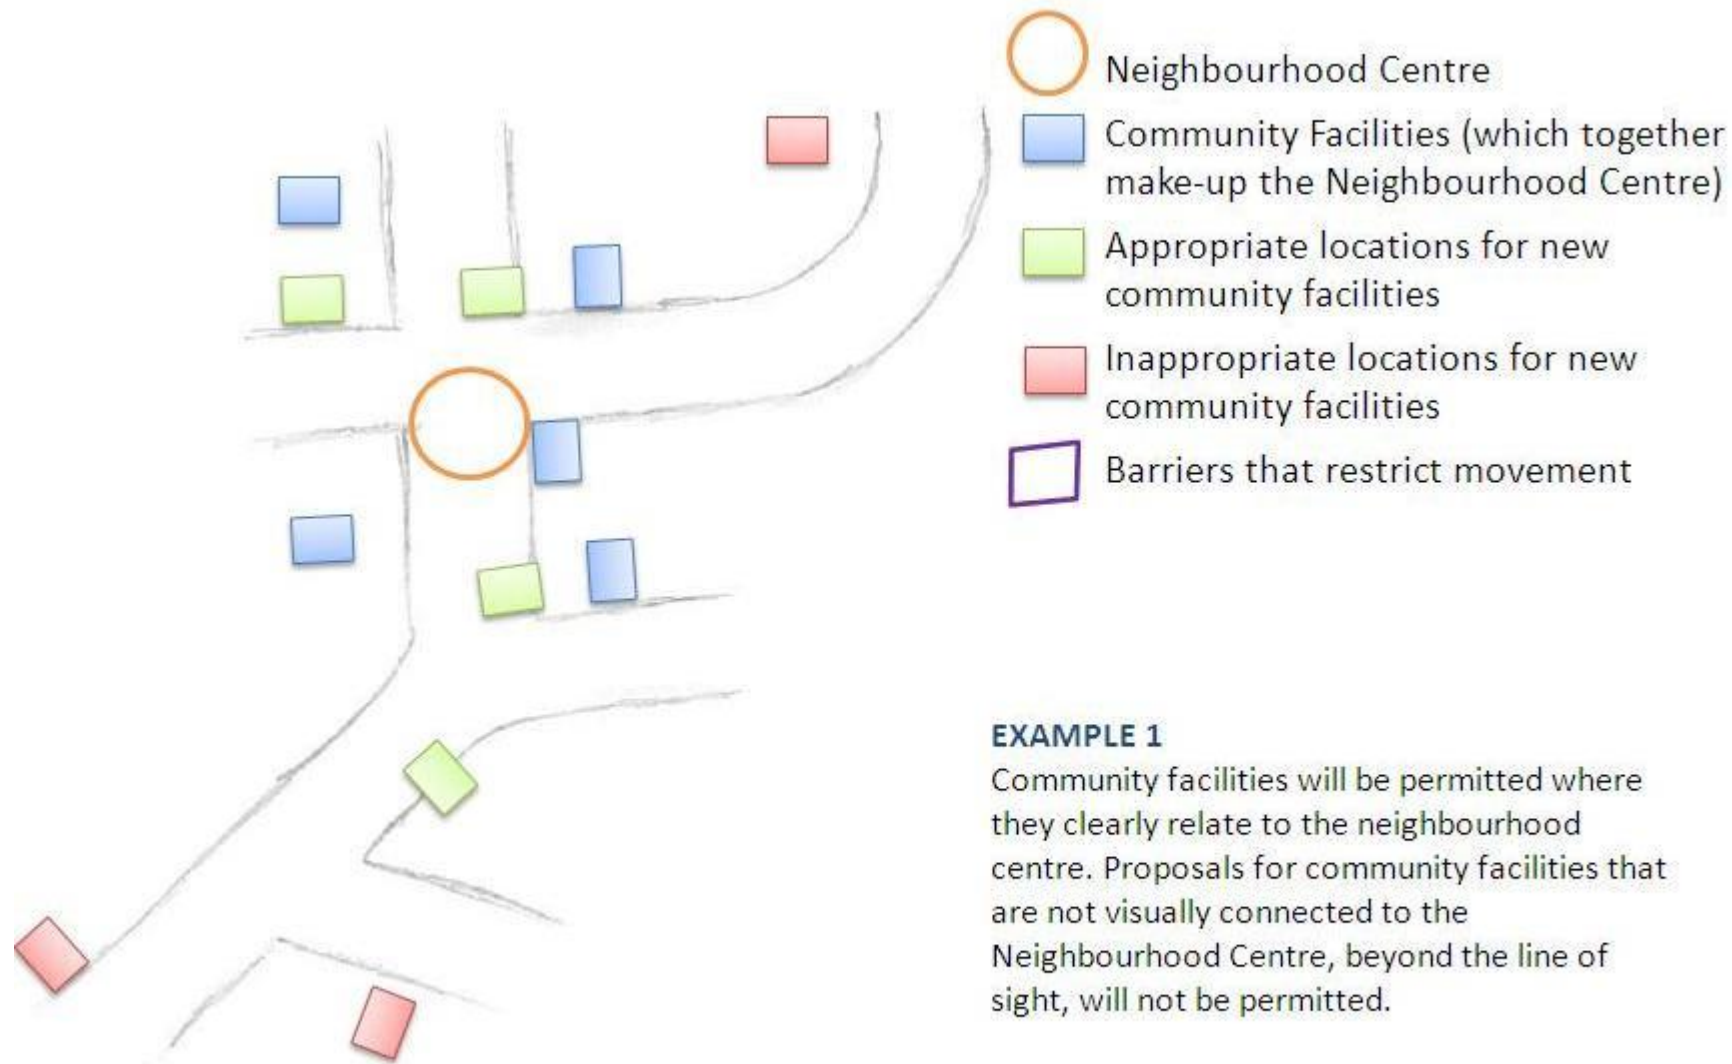 Neighbourhood Centre
Community Facilities (which together
make-up the Neighbourhood Centre)
Appropriate locations for new
community facilities
Inappropriate locations for new
community facilities
Barriers that restrict movement
EXAMPLE 1
Community facilities will be permitted where
they clearly relate to the neighbourhood
centre. Proposals for community facilities that
are not visually connected to the
Neighbourhood Centre, beyond the line of
sight, will not be permitted.